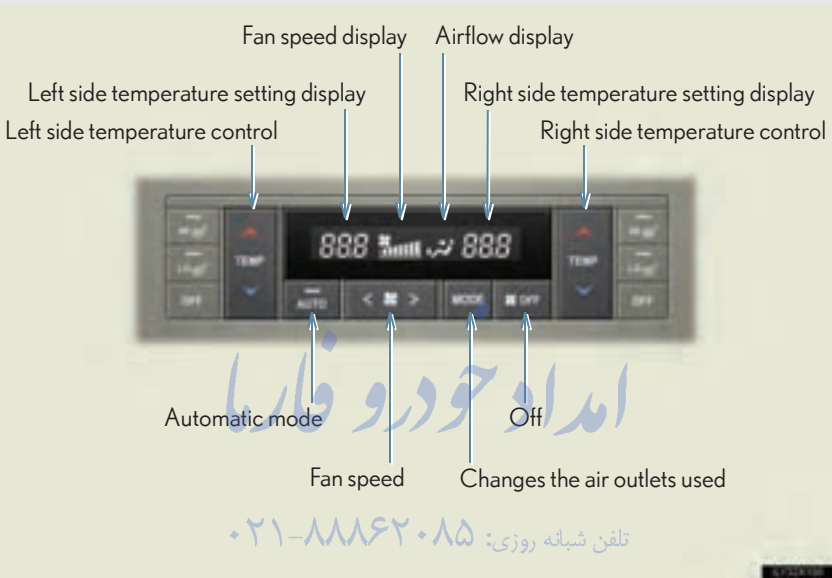 Fan speed display Airflow display
Left side temperature setting display Right side temperature setting display
Left side temperature control Right side temperature control
888 888
TEMP TEMP
OFF AUTO < > MODE OFF OFF
امداد خودرو فارما
Automatic mode Off
Fan speed Changes the air outlets used
تلفن شبانه روزی: ۰۲۱-۸۸۸۶۲۰۸۵